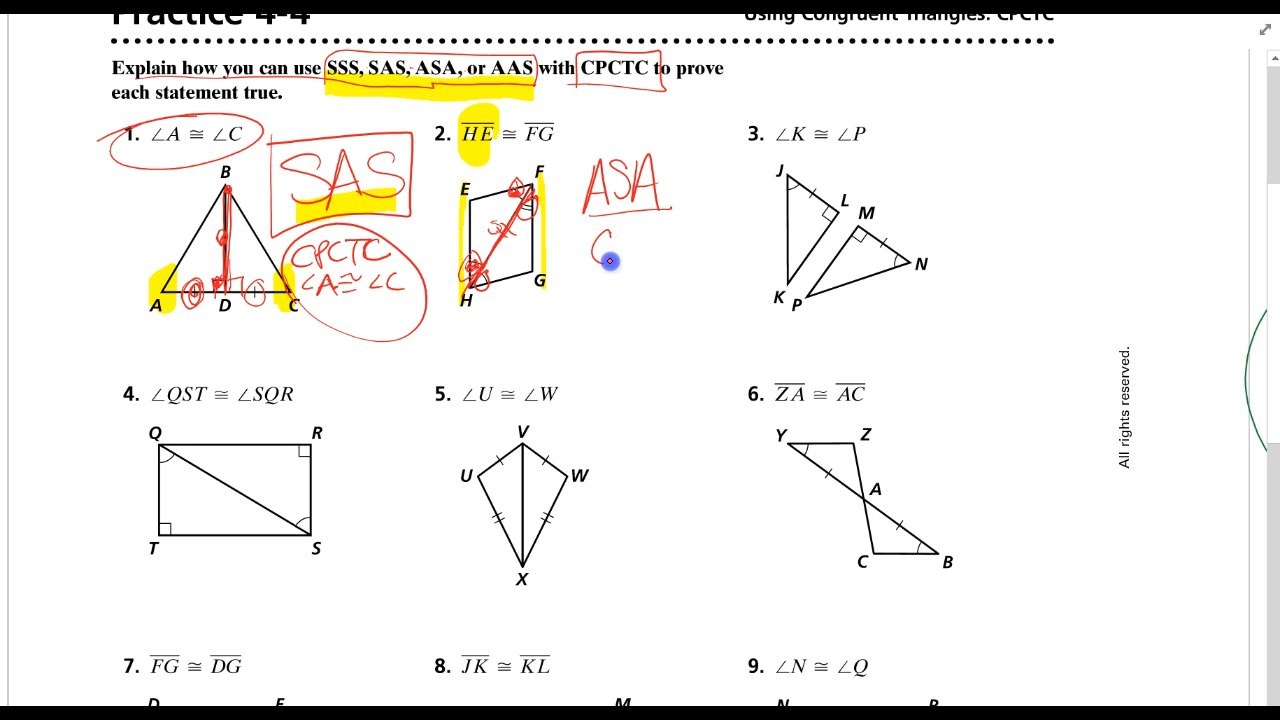 Practice 4-4
Using Congruent Triangles: CPCTC
Explain how you can use SSS, SAS, ASA, or AAS with CPCTC to prove
each statement true.
1. ∠A ≅ ∠C
B
A
D
C
SAS
CPCTC
∠A ≅ ∠C
2. HE ≅ FG
E
F
H
G
ASA
C
3. ∠K ≅ ∠P
J
L
M
K
P
N
4. ∠QST ≅ ∠SQR
Q
R
T
S
5. ∠U ≅ ∠W
V
U
W
X
6. ZA ≅ AC
Y
Z
A
C
B
All rights reserved.
7. FG ≅ DG
D
F
8. JK ≅ KL
M
9. ∠N ≅ ∠Q
N